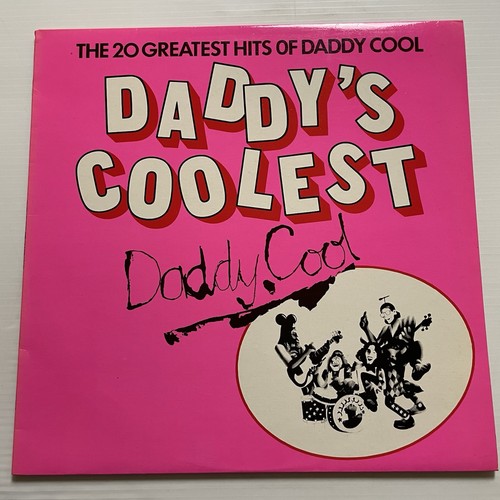 THE 20 GREATEST HITS OF DADDY COOL
DADDY'S
COOLEST
Daddy Cool